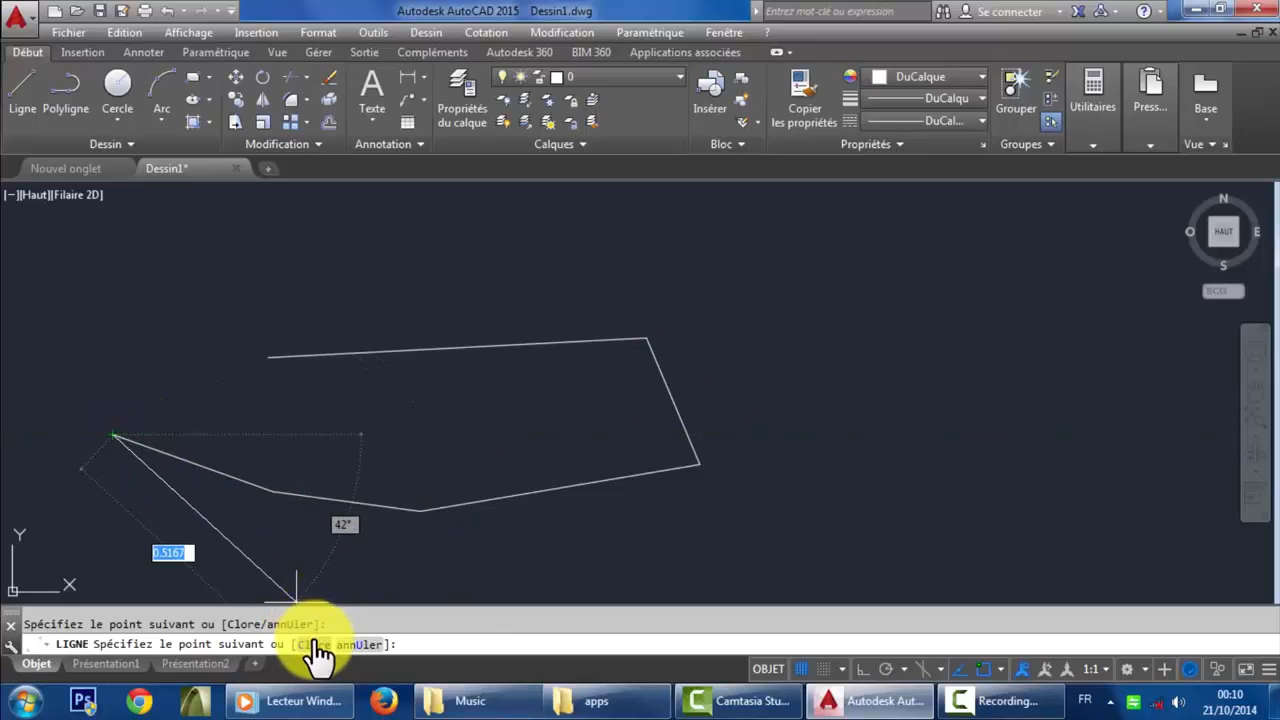 Autodesk AutoCAD 2015 Dessin1.dwg
Entrez mot-clé ou expression
Se connecter
Fichier Edition Affichage Insertion Format Outils Dessin Cotation Modification Paramétrique Fenêtre ?
Début Insertion Annoter Paramétrique Vue Gérer Sortie Compléments Autodesk 360 BIM 360 Applications associées
0
DuCalque
DuCalqu
DuCal...
Ligne Polyligne Cercle Arc Texte Propriétés du calque Insérer Copier les propriétés Grouper Utilitaires Press... Base
Dessin Modification Annotation Calques Bloc Propriétés Groupes Vue
Nouvel onglet Dessin1*
[−][Haut][Filaire 2D]
N
O HAUT E
S
SCG
42°
0.5167
Y
X
Spécifiez le point suivant ou [Clore/annUler]:
LIGNE Spécifiez le point suivant ou [Clore annUler]:
Objet Présentation1 Présentation2
OBJET 1:1
Ps Lecteur Wind... Music apps Camtasia Stu... Autodesk Aut... Recording... FR 00:10
21/10/2014